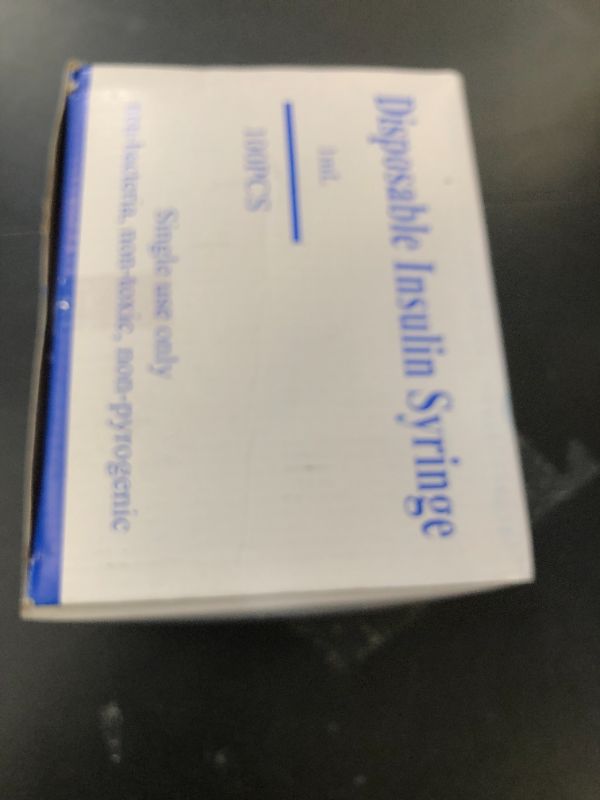 Disposable Insulin Syringe
1mL
100PCS
Single use only
non-toxic, non-pyrogenic